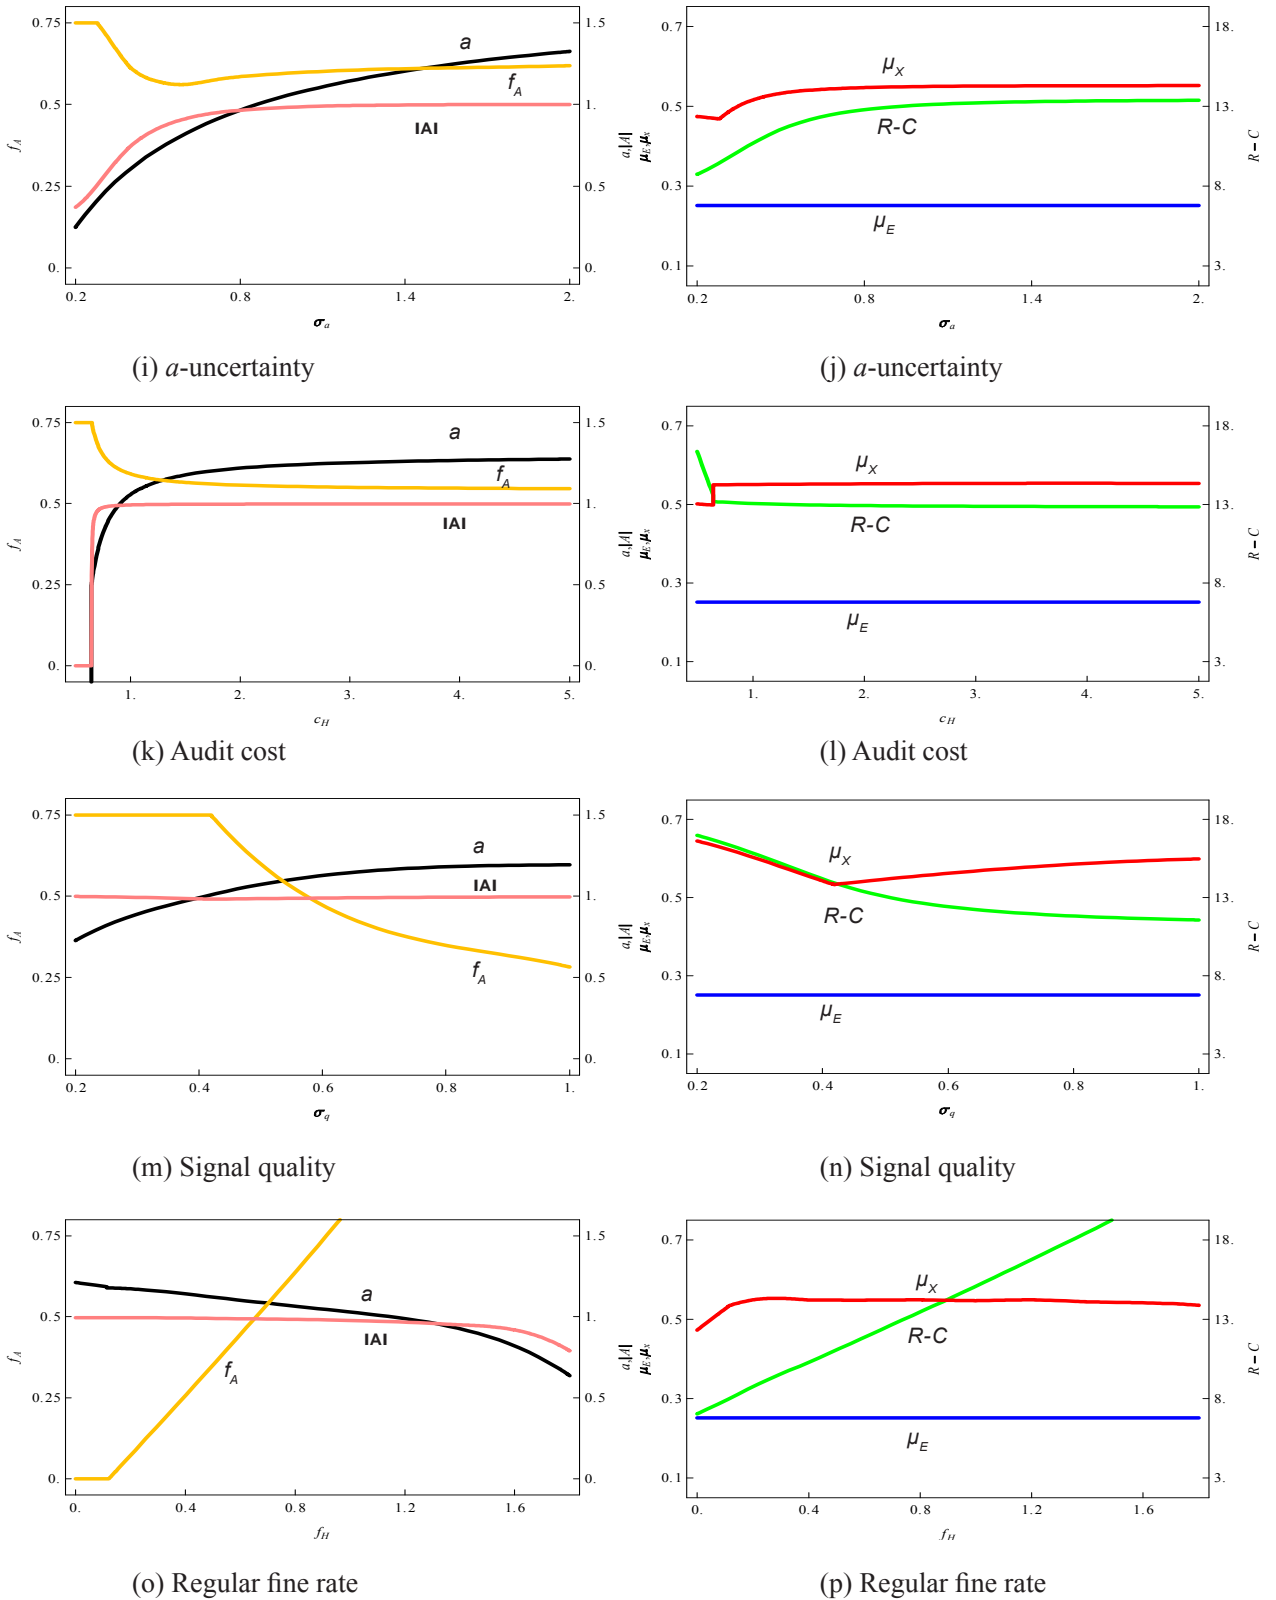 0.75
0.5
0.25
0.
f_A
1.5
1.
0.5
0.
a,|A|
a
f_A
IAI
0.2
0.8
1.4
2.
σ_a
(i) a-uncertainty
0.7
0.5
0.3
0.1
μ_E,μ_x
18.
13.
8.
3.
R−C
μ_X
R-C
μ_E
0.2
0.8
1.4
2.
σ_a
(j) a-uncertainty
0.75
0.5
0.25
0.
f_A
1.5
1.
0.5
0.
a,|A|
a
f_A
IAI
1.
2.
3.
4.
5.
c_H
(k) Audit cost
0.7
0.5
0.3
0.1
μ_E,μ_x
18.
13.
8.
3.
R−C
μ_X
R-C
μ_E
1.
2.
3.
4.
5.
c_H
(l) Audit cost
0.75
0.5
0.25
0.
f_A
1.5
1.
0.5
0.
a,|A|
a
IAI
f_A
0.2
0.4
0.6
0.8
1.
σ_q
(m) Signal quality
0.7
0.5
0.3
0.1
μ_E,μ_x
18.
13.
8.
3.
R−C
μ_X
R-C
μ_E
0.2
0.4
0.6
0.8
1.
σ_q
(n) Signal quality
0.75
0.5
0.25
0.
f_A
1.5
1.
0.5
0.
a,|A|
a
IAI
f_A
0.
0.4
0.8
1.2
1.6
f_H
(o) Regular fine rate
0.7
0.5
0.3
0.1
μ_E,μ_x
18.
13.
8.
3.
R−C
μ_X
R-C
μ_E
0.
0.4
0.8
1.2
1.6
f_H
(p) Regular fine rate